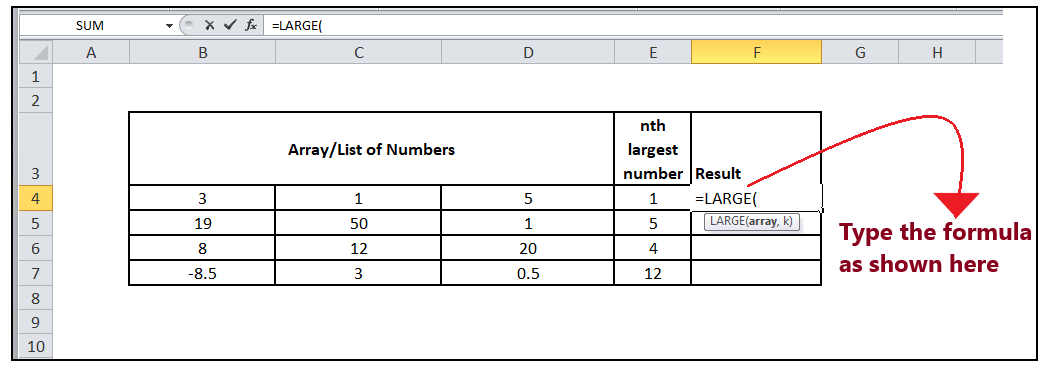 SUM fx =LARGE(
A B C D E F G H
1
2
nth
Array/List of Numbers largest
3 number Result
4 3 1 5 1 =LARGE(
5 19 50 1 5 LARGE(array, k)
6 8 12 20 4
7 -8.5 3 0.5 12
8
9
10
Type the formula
as shown here